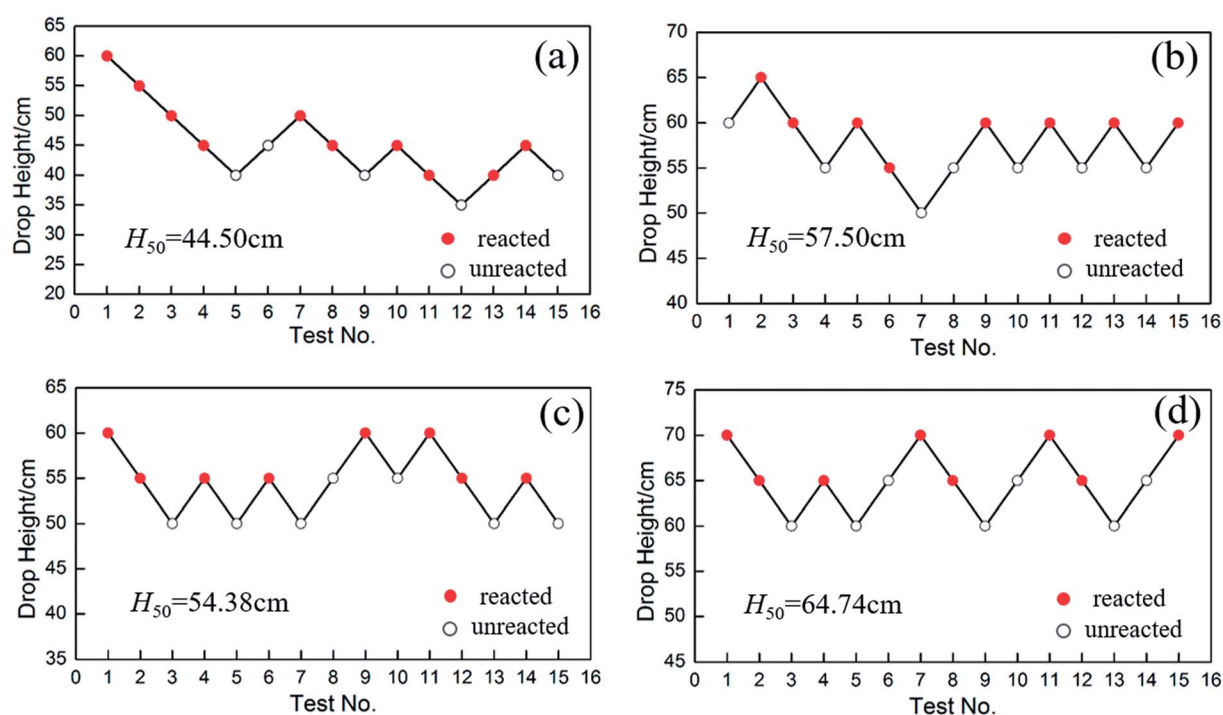 (a)
65
60
55
50
45
40
35
30
25
20
Drop Height/cm
H50=44.50cm
reacted
unreacted
0 1 2 3 4 5 6 7 8 9 10 11 12 13 14 15 16
Test No.
(b)
70
65
60
55
50
45
40
Drop Height/cm
H50=57.50cm
reacted
unreacted
0 1 2 3 4 5 6 7 8 9 10 11 12 13 14 15 16
Test No.
(c)
65
60
55
50
45
40
35
Drop Height/cm
H50=54.38cm
reacted
unreacted
0 1 2 3 4 5 6 7 8 9 10 11 12 13 14 15 16
Test No.
(d)
75
70
65
60
55
50
45
Drop Height/cm
H50=64.74cm
reacted
unreacted
0 1 2 3 4 5 6 7 8 9 10 11 12 13 14 15 16
Test No.